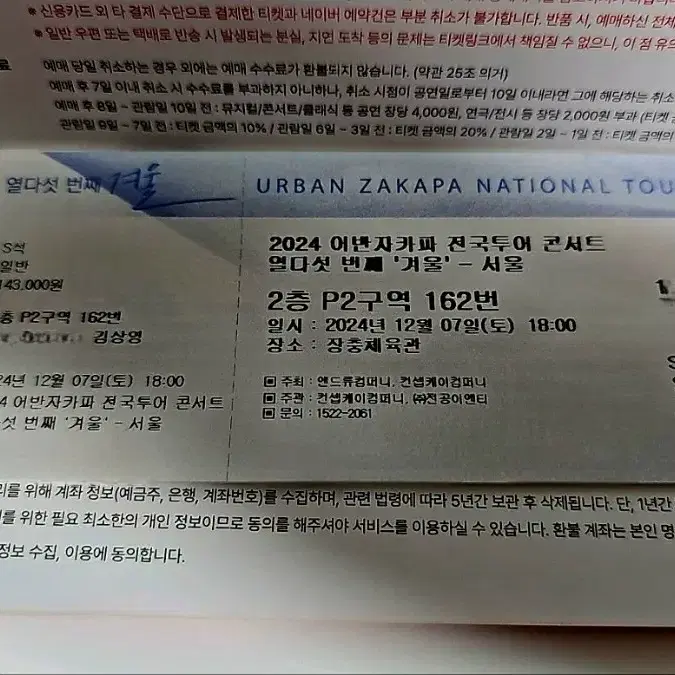 * 신용카드 외 타 결제 수단으로 결제한 티켓과 네이버 예약건은 부분 취소가 불가합니다. 반품 시, 예매하신 전체
* 일반 우편 또는 택배로 반송 시 발생되는 분실, 지연 도착 등의 문제는 티켓링크에서 책임질 수 없으니, 이 점 유의
료 예매 당일 취소하는 경우 외에는 예매 수수료가 환불되지 않습니다. (약관 25조 의거)
예매 후 7일 이내 취소 시 수수료를 부과하지 아니하나, 취소 시점이 공연일로부터 10일 이내라면 그에 해당하는 취소
예매 후 8일 ~ 관람일 10일 전 : 뮤지컬/콘서트/클래식 등 공연 장당 4,000원, 연극/전시 등 장당 2,000원 부과 (티켓
관람일 9일 ~ 7일 전 : 티켓 금액의 10% / 관람일 6일 ~ 3일 전 : 티켓 금액의 20% / 관람일 2일 ~ 1일 전 : 티켓 금액의
열다섯 번째 겨울
URBAN ZAKAPA NATIONAL TOU
S석
일반
143,000원
층 P2구역 162번
김상영
24년 12월 07일(토) 18:00
4 어반자카파 전국투어 콘서트
섯 번째 '겨울' - 서울
2024 어반자카파 전국투어 콘서트
열다섯 번째 '겨울' - 서울
2층 P2구역 162번
일시 : 2024년 12월 07일(토) 18:00
장소 : 장충체육관
주최 : 앤드류컴퍼니, 컨셉케이컴퍼니
주관 : 컨셉케이컴퍼니, ㈜전공이엔티
문의 : 1522-2061
리를 위해 계좌 정보(예금주, 은행, 계좌번호)를 수집하며, 관련 법령에 따라 5년간 보관 후 삭제됩니다. 단, 1년간
를 위한 필요 최소한의 개인 정보이므로 동의를 해주셔야 서비스를 이용하실 수 있습니다. 환불 계좌는 본인 명
정보 수집, 이용에 동의합니다.